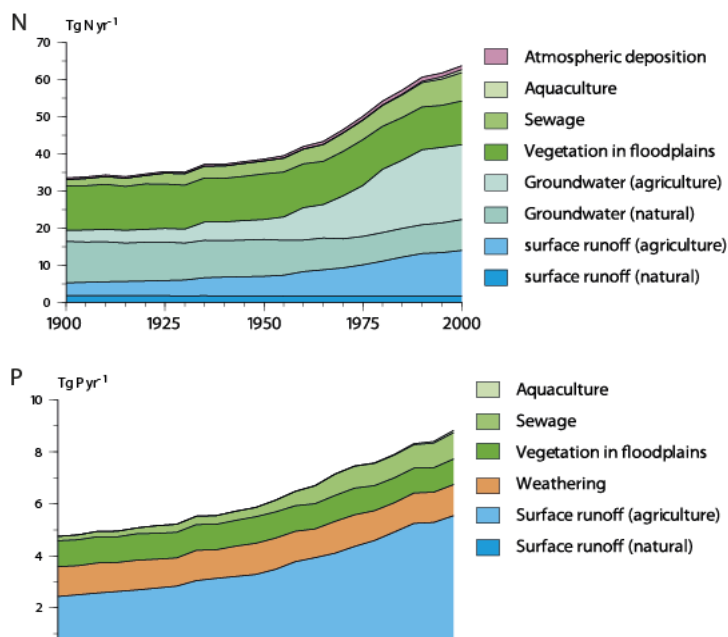 N
Tg N yr⁻¹
70
60
50
40
30
20
10
0
1900
1925
1950
1975
2000
Atmospheric deposition
Aquaculture
Sewage
Vegetation in floodplains
Groundwater (agriculture)
Groundwater (natural)
surface runoff (agriculture)
surface runoff (natural)
P
Tg P yr⁻¹
10
8
6
4
2
Aquaculture
Sewage
Vegetation in floodplains
Weathering
Surface runoff (agriculture)
Surface runoff (natural)